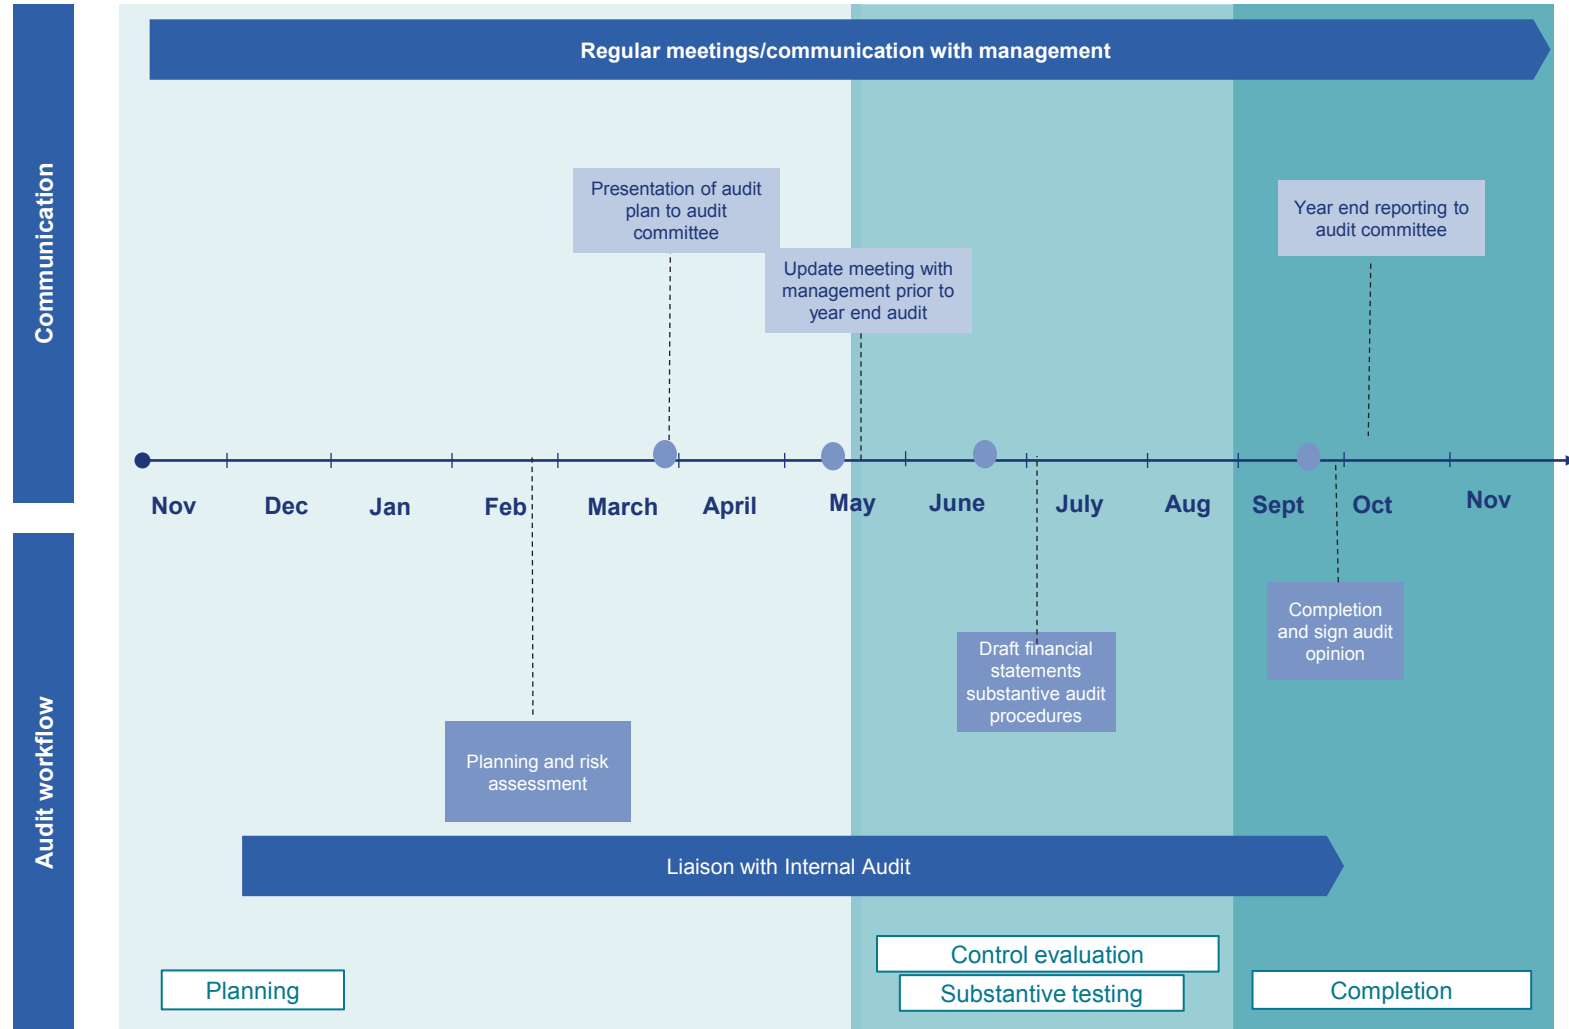 Communication
Regular meetings/communication with management
Presentation of audit
plan to audit
committee
Update meeting with
management prior to
year end audit
Year end reporting to
audit committee
Nov
Dec
Jan
Feb
March
April
May
June
July
Aug
Sept
Oct
Nov
Audit workflow
Planning and risk
assessment
Draft financial
statements
substantive audit
procedures
Completion
and sign audit
opinion
Liaison with Internal Audit
Planning
Control evaluation
Substantive testing
Completion